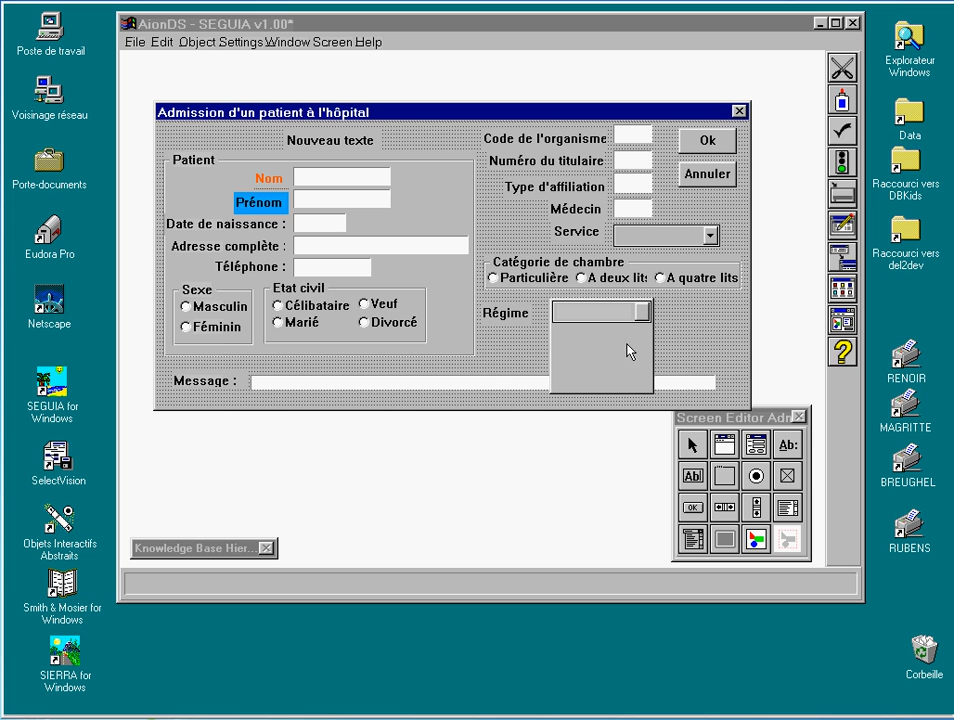 Poste de travail
Voisinage réseau
Porte-documents
Eudora Pro
Netscape
SEGUIA for
Windows
SelectVision
Objets Interactifs
Abstraits
Smith & Mosier for
Windows
SIERRA for
Windows
AionDS - SEGUIA v1.00*
File Edit Object Settings Window Screen Help
Admission d'un patient à l'hôpital
Nouveau texte
Patient
Nom
Prénom
Date de naissance :
Adresse complète :
Téléphone :
Sexe
Masculin
Féminin
Etat civil
Célibataire
Veuf
Marié
Divorcé
Code de l'organisme
Numéro du titulaire
Type d'affiliation
Médecin
Service
Ok
Annuler
Catégorie de chambre
Particulière
A deux lits
A quatre lits
Régime
Message :
Screen Editor Adm
Ab:
Ab
OK
Knowledge Base Hier...
Explorateur
Windows
Data
Raccourci vers
DBKids
Raccourci vers
del2dev
RENOIR
MAGRITTE
BREUGHEL
RUBENS
Corbeille